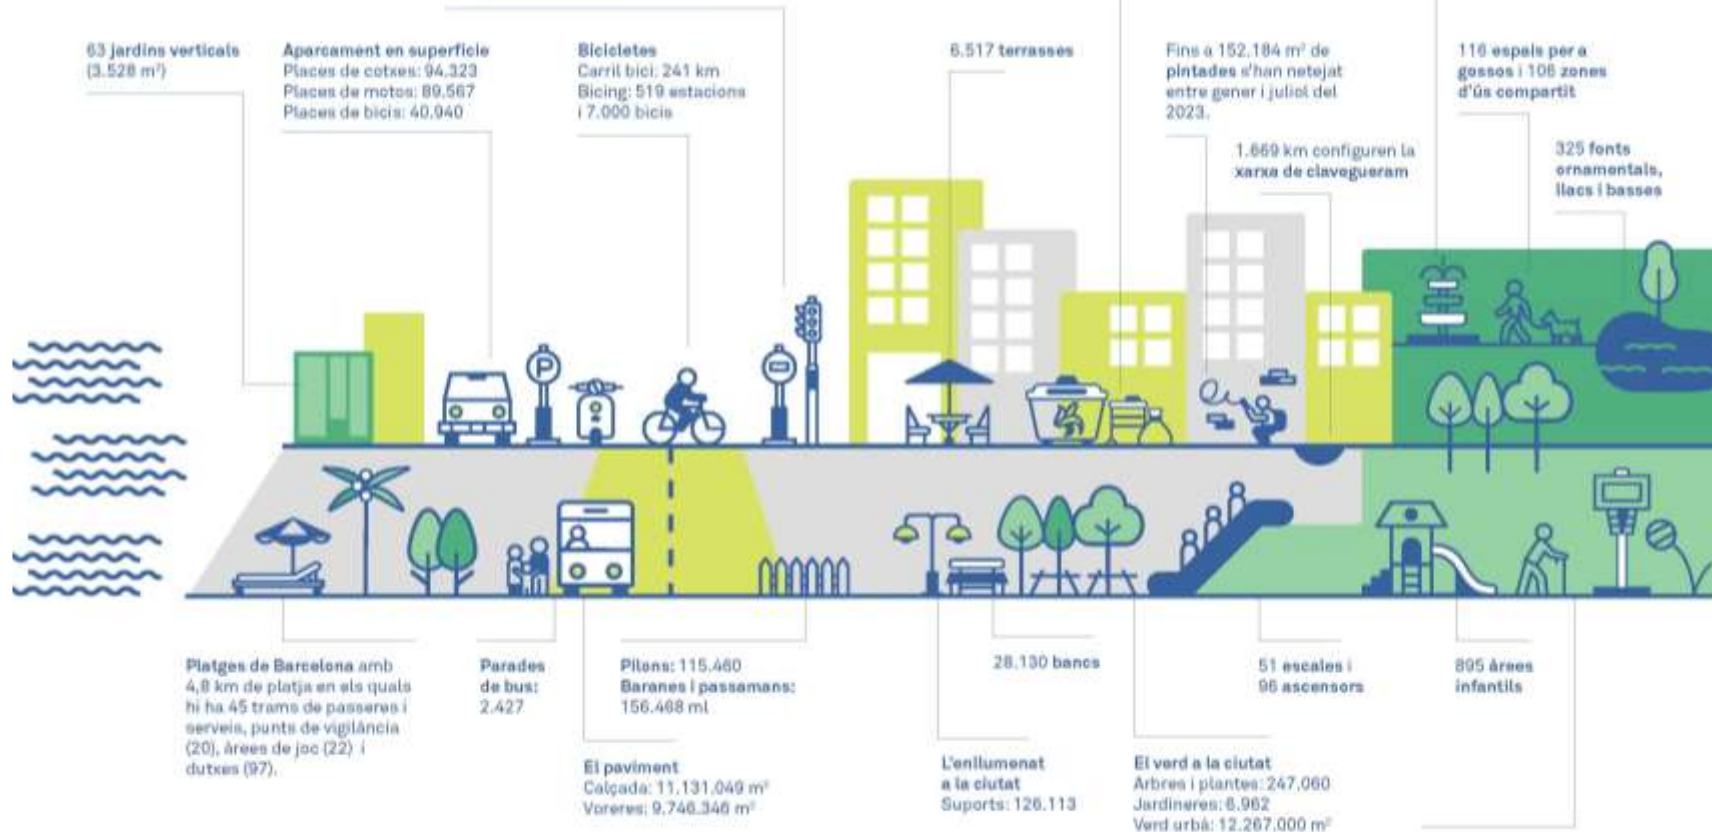 63 jardins verticals
(3.528 m²)
Aparcament en superfície
Places de cotxes: 94.323
Places de motos: 89.567
Places de bicis: 40.940
Bicicletes
Carril bici: 241 km
Bicing: 519 estacions
i 7.000 bicis
6.517 terrasses
Fins a 152.184 m² de
pintades s'han netejat
entre gener i juliol del
2023.
1.669 km configuren la
xarxa de clavegueram
116 espais per a
gossos i 106 zones
d'ús compartit
325 fonts
ornamentals,
llacs i basses
P
Platges de Barcelona amb
4,8 km de platja en els quals
hi ha 45 trams de passeres i
serveis, punts de vigilància
(20), àrees de joc (22) i
dutxes (97).
Parades
de bus:
2.427
El paviment
Calçada: 11.131.049 m²
Voreres: 9.746.346 m²
Pilons: 115.460
Baranes i passamans:
156.468 ml
L'enllumenat
a la ciutat
Suports: 126.113
28.130 bancs
El verd a la ciutat
Arbres i plantes: 247.060
Jardineres: 6.962
Verd urbà: 12.267.000 m²
51 escales i
96 ascensors
895 àrees
infantils